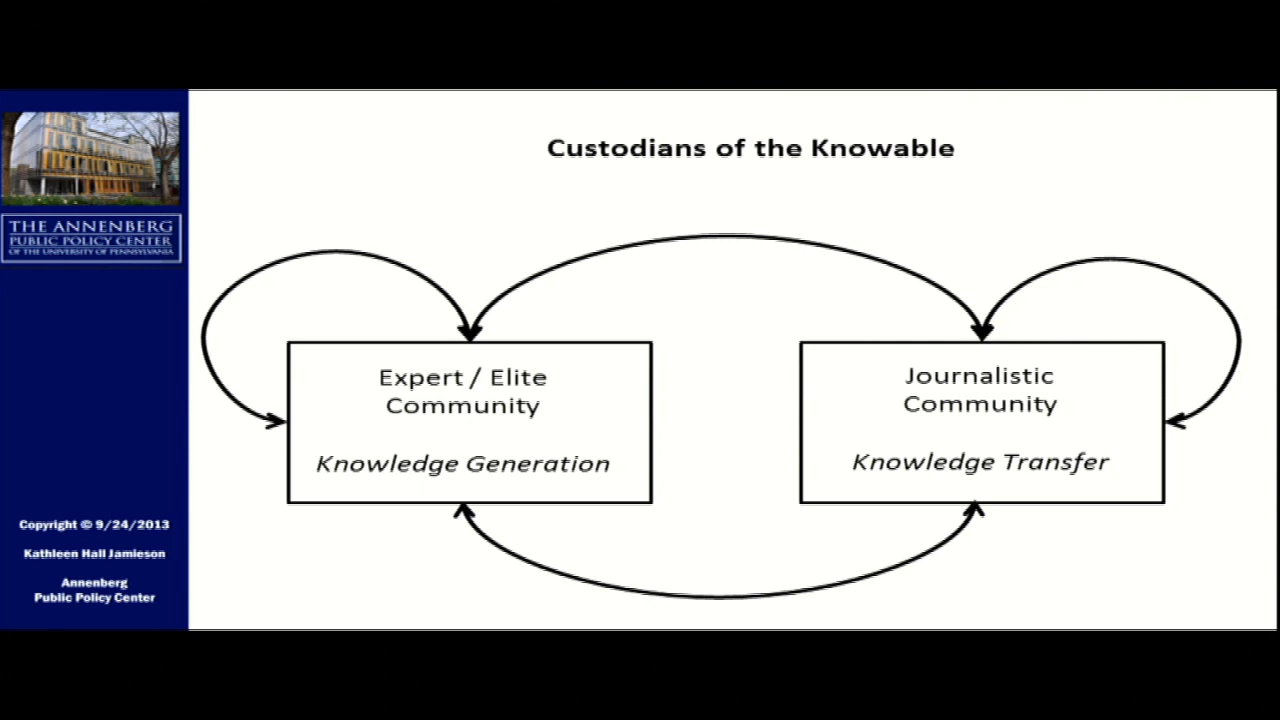 THE ANNENBERG
PUBLIC POLICY CENTER
OF THE UNIVERSITY OF PENNSYLVANIA
Copyright © 9/24/2013
Kathleen Hall Jamieson
Annenberg
Public Policy Center
Custodians of the Knowable
Expert / Elite
Community
Knowledge Generation
Journalistic
Community
Knowledge Transfer